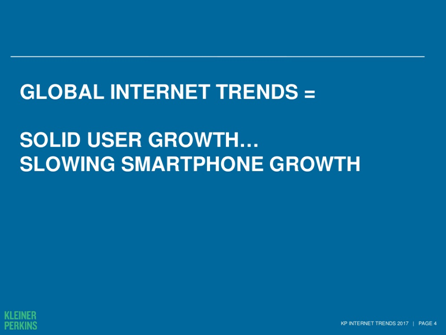 GLOBAL INTERNET TRENDS =
SOLID USER GROWTH…
SLOWING SMARTPHONE GROWTH
KLEINER
PERKINS
KP INTERNET TRENDS 2017 | PAGE 4